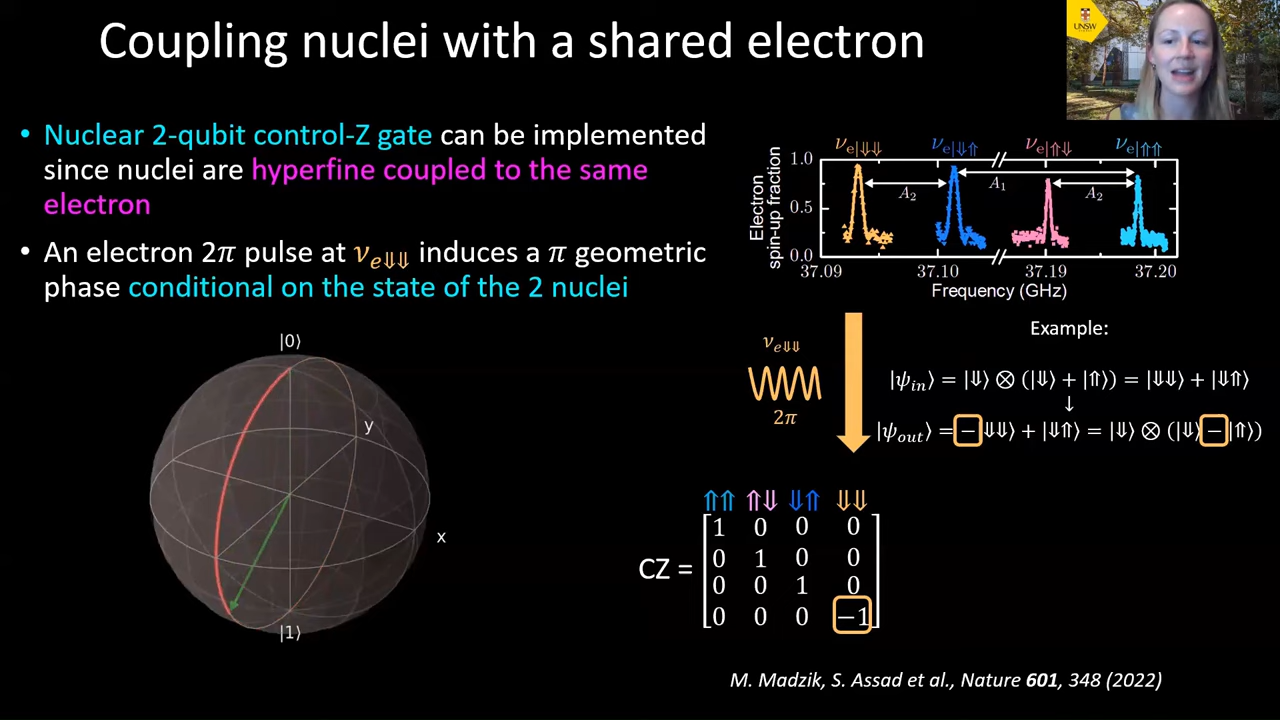 Coupling nuclei with a shared electron
UNSW
• Nuclear 2-qubit control-Z gate can be implemented
since nuclei are hyperfine coupled to the same
electron
• An electron 2π pulse at νe⇓⇓ induces a π geometric
phase conditional on the state of the 2 nuclei
|0⟩
y
x
|1⟩
νe|⇓⇓ νe|⇓⇑ νe|⇑⇓ νe|⇑⇑
Electron
spin-up fraction
1.0
0.5
0.0
A2 A1 A2
37.09 37.10 37.19 37.20
Frequency (GHz)
νe⇓⇓
2π
Example:
|ψin⟩ = |⇓⟩ ⊗ (|⇓⟩ + |⇑⟩) = |⇓⇓⟩ + |⇓⇑⟩
↓
|ψout⟩ = −|⇓⇓⟩ + |⇓⇑⟩ = |⇓⟩ ⊗ (|⇓⟩ − |⇑⟩)
⇑⇑ ⇑⇓ ⇓⇑ ⇓⇓
CZ =
1 0 0 0
0 1 0 0
0 0 1 0
0 0 0 −1
M. Madzik, S. Assad et al., Nature 601, 348 (2022)